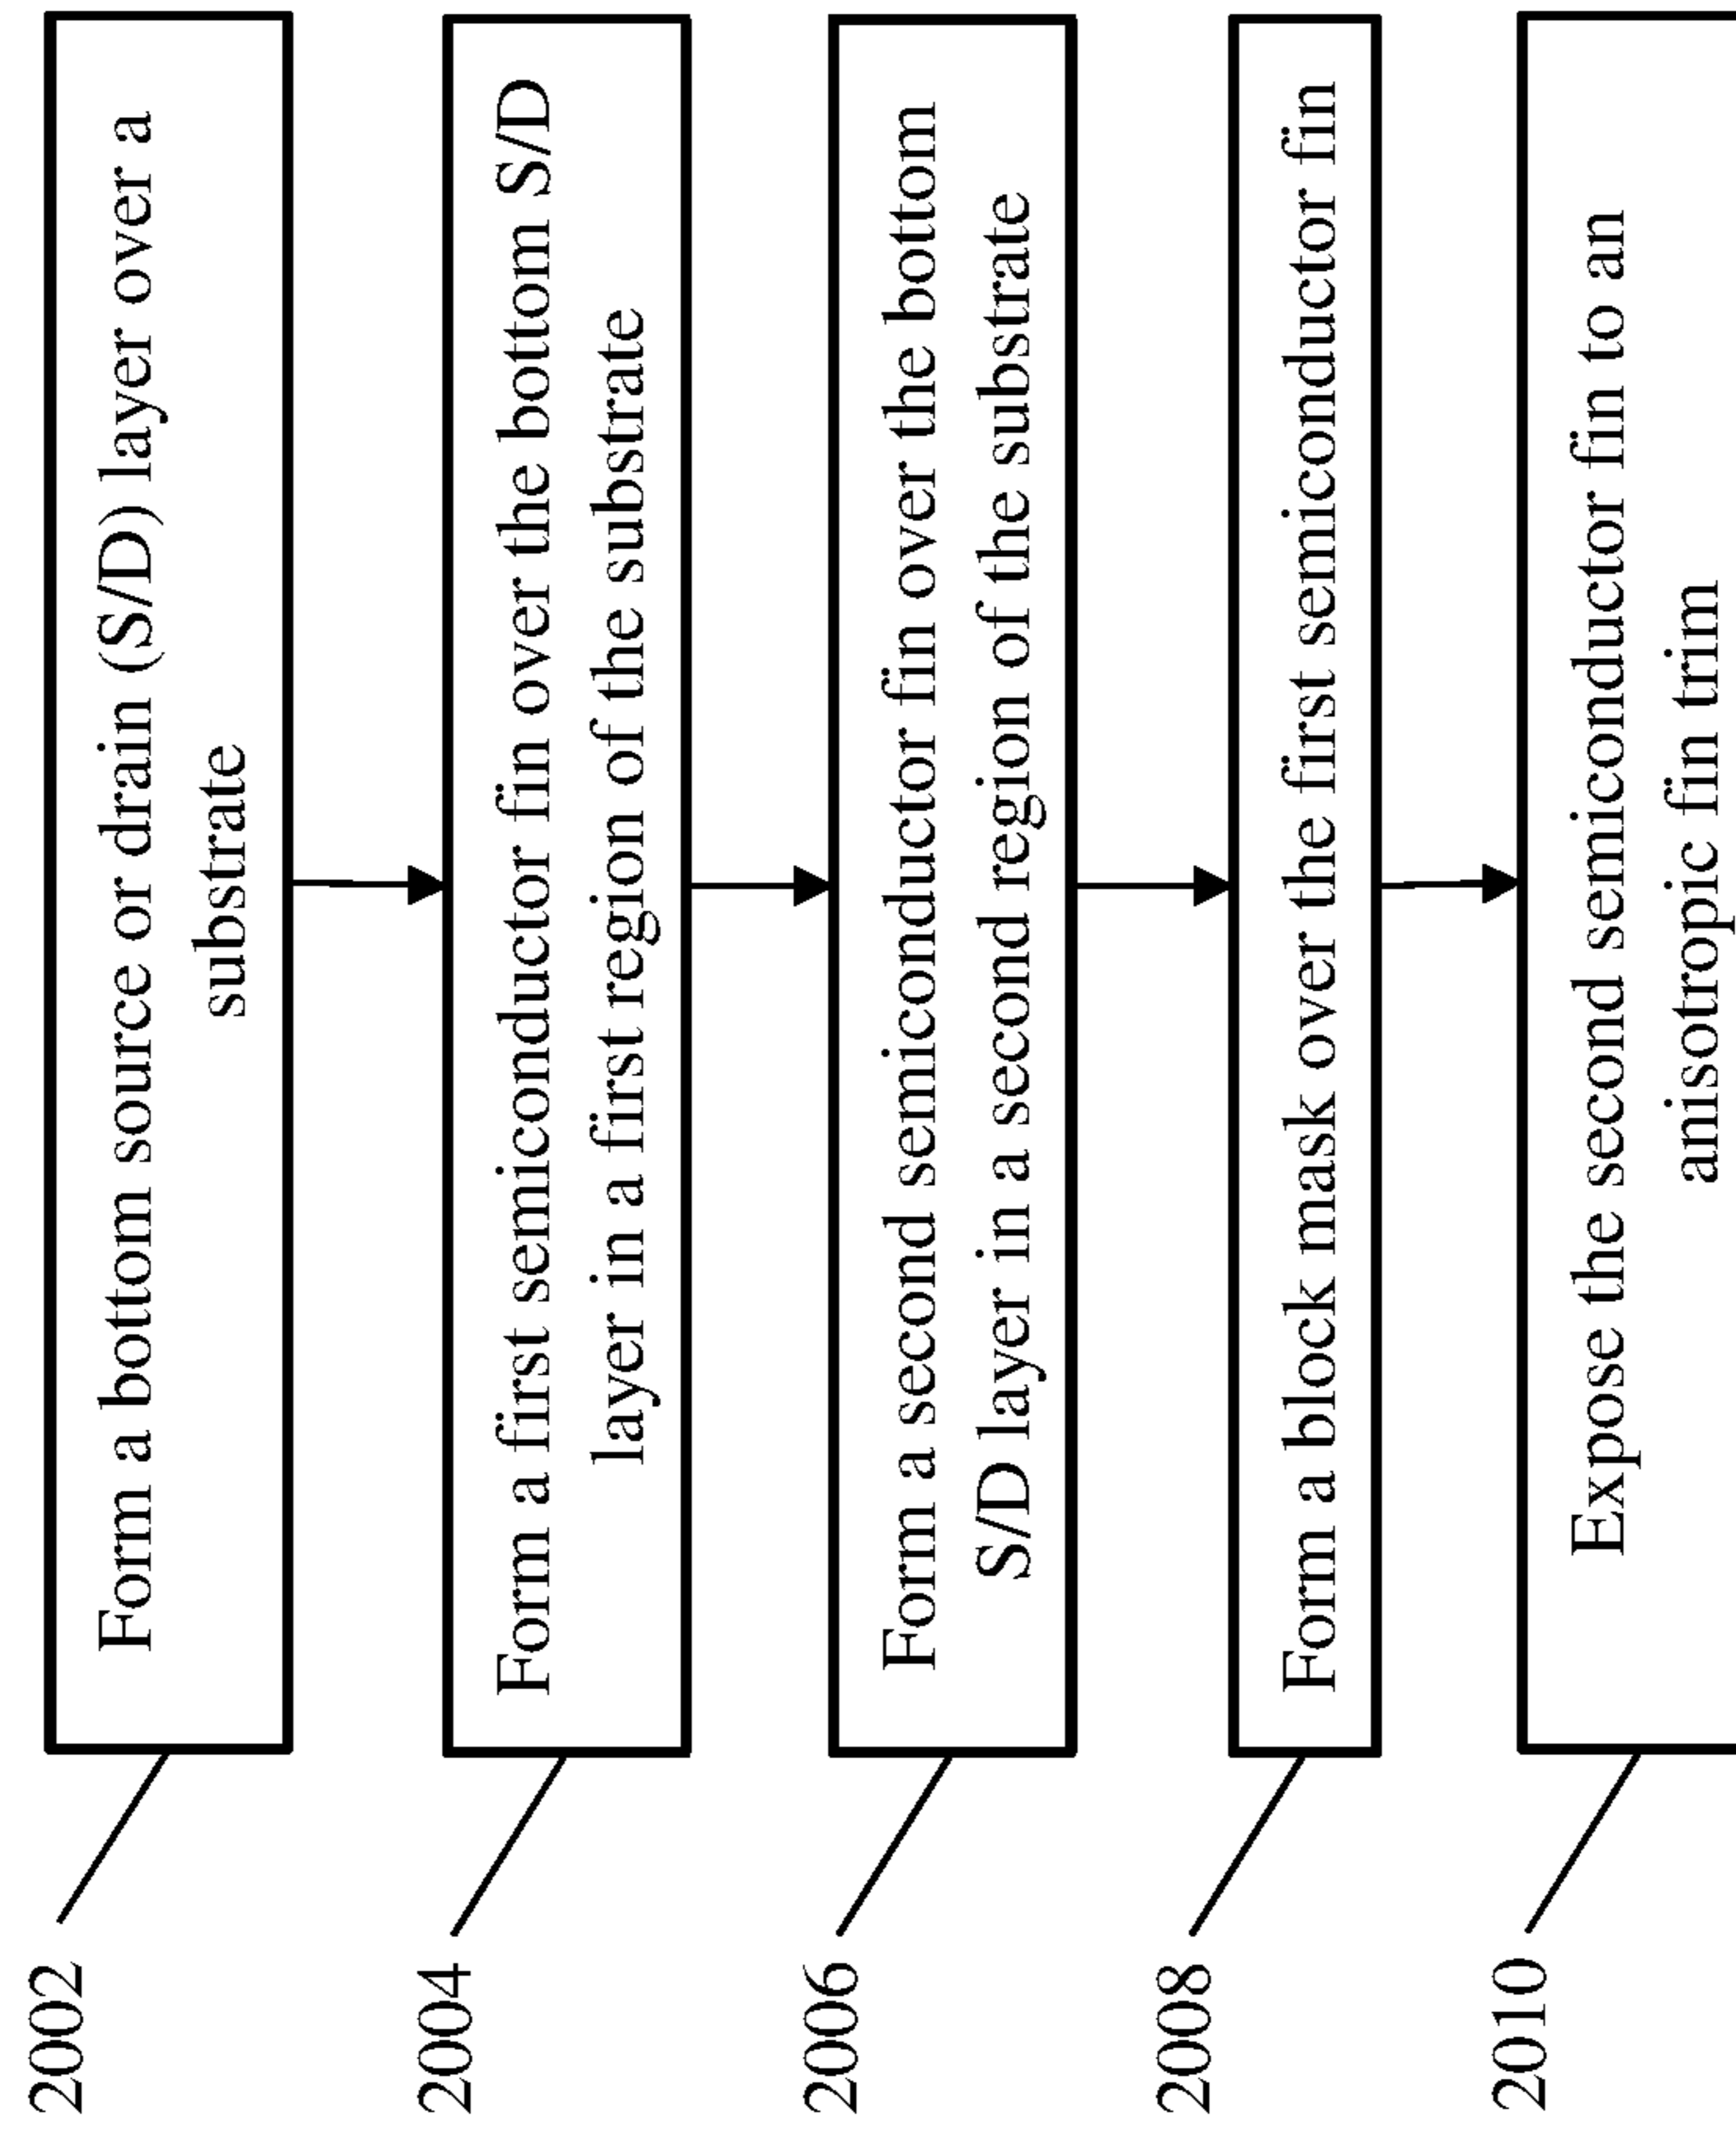 2002
Form a bottom source or drain (S/D) layer over a
substrate
2004
Form a first semiconductor fin over the bottom S/D
layer in a first region of the substrate
2006
Form a second semiconductor fin over the bottom
S/D layer in a second region of the substrate
2008
Form a block mask over the first semiconductor fin
2010
Expose the second semiconductor fin to an
anisotropic fin trim